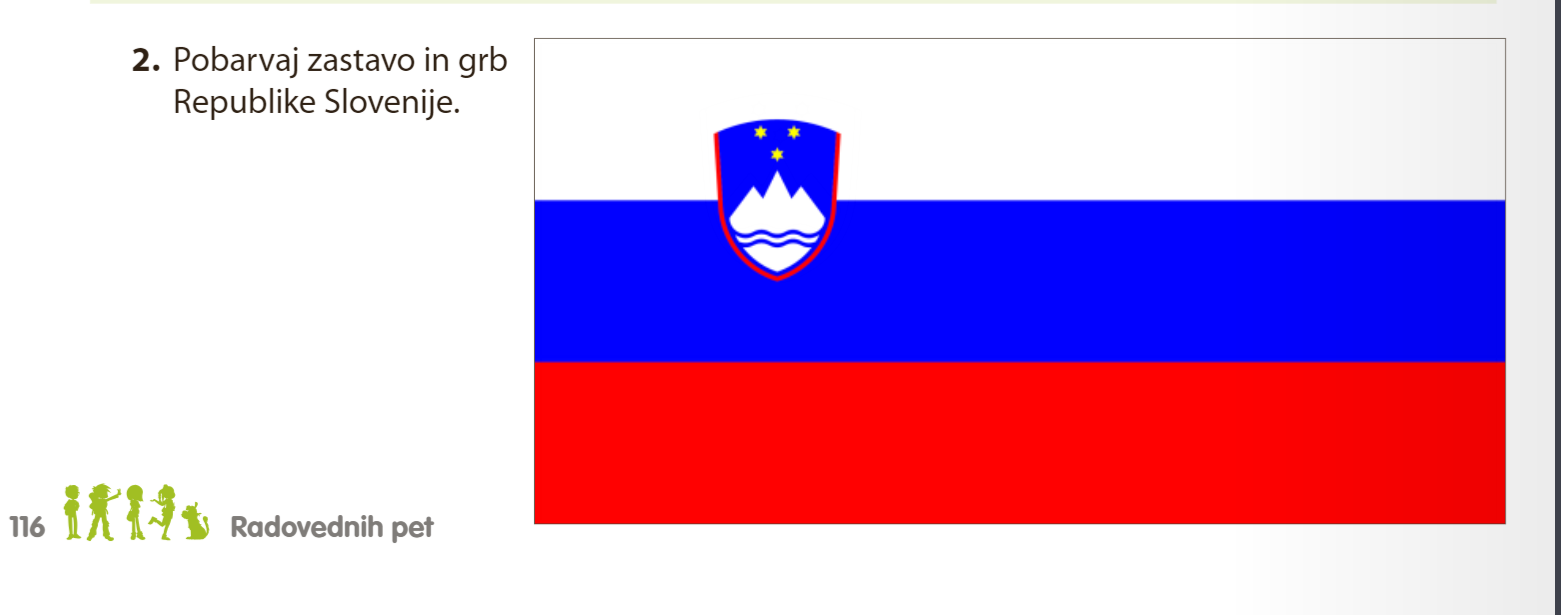 2. Pobarvaj zastavo in grb
Republike Slovenije.
116 Radovednih pet